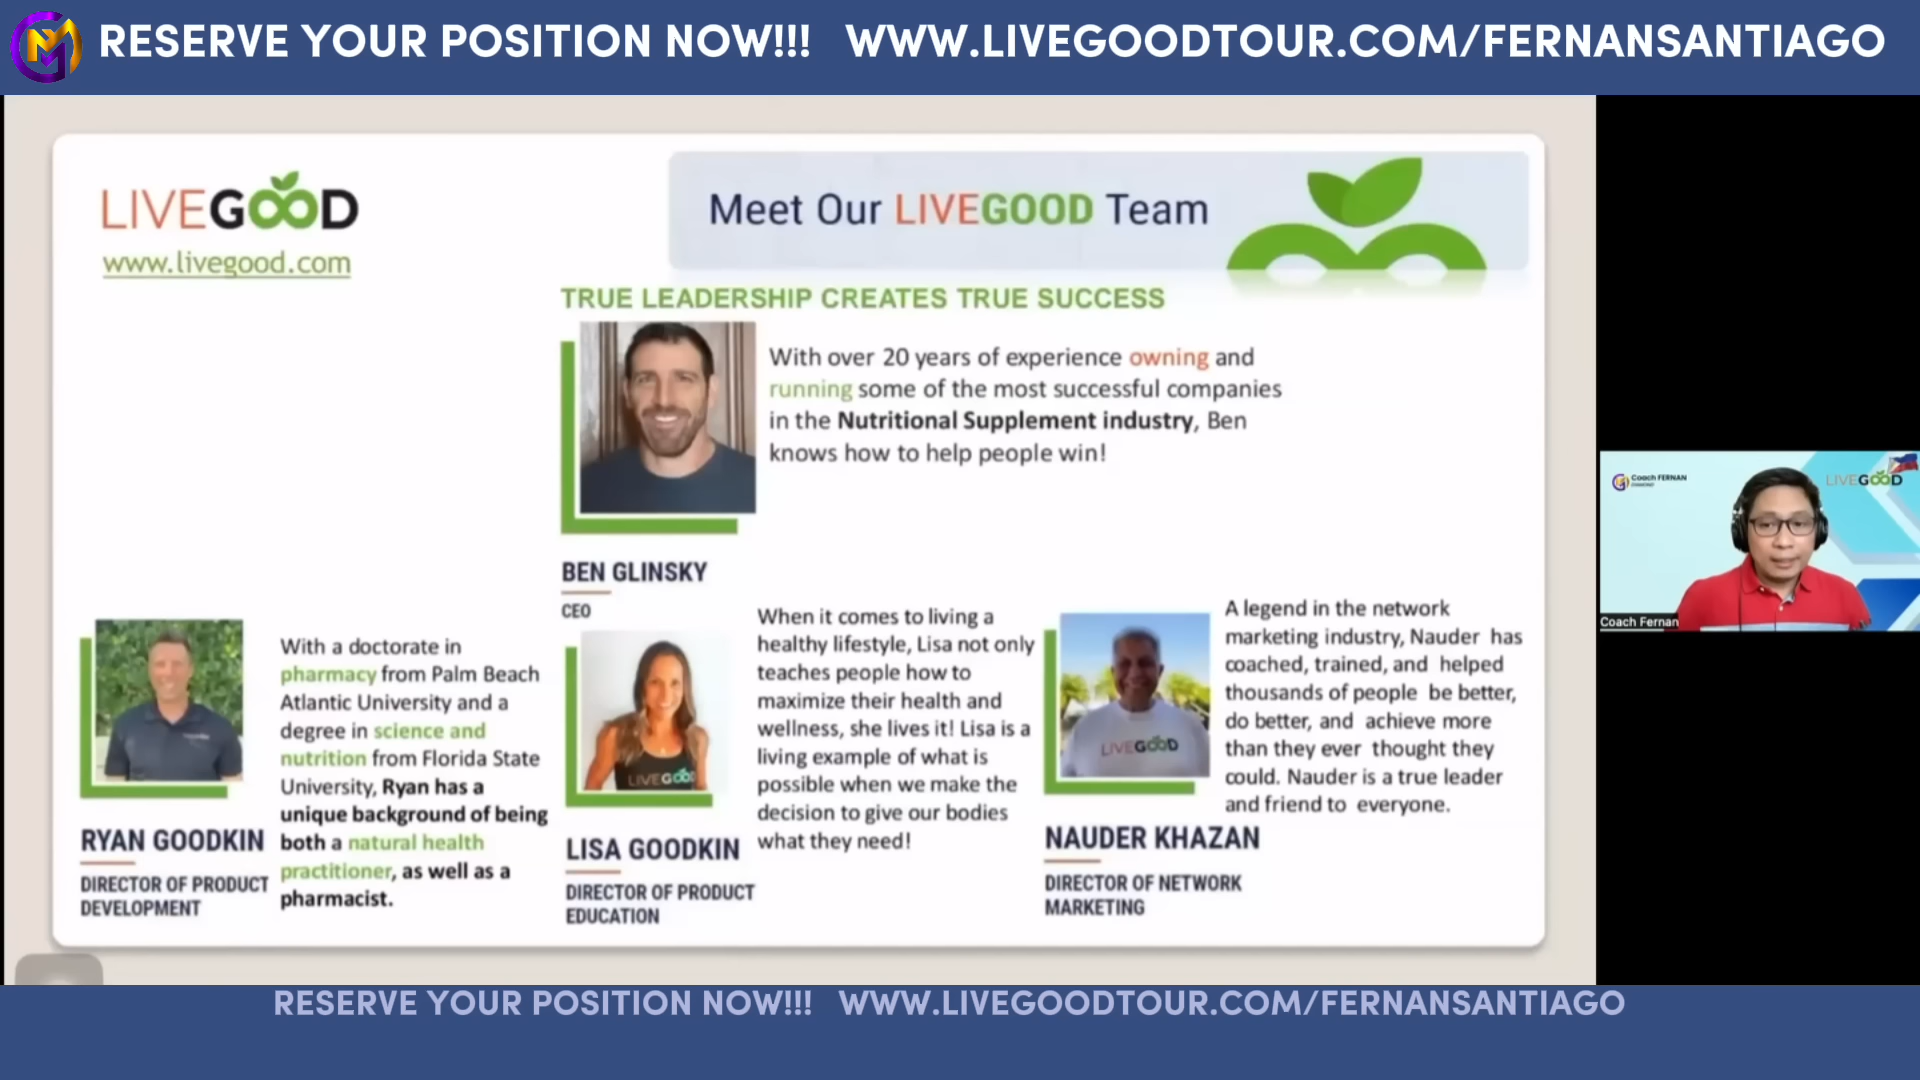 RESERVE YOUR POSITION NOW!!! WWW.LIVEGOODTOUR.COM/FERNANSANTIAGO
LIVEGOOD
www.livegood.com
Meet Our LIVEGOOD Team
TRUE LEADERSHIP CREATES TRUE SUCCESS
With over 20 years of experience owning and
running some of the most successful companies
in the Nutritional Supplement industry, Ben
knows how to help people win!
BEN GLINSKY
CEO
With a doctorate in
pharmacy from Palm Beach
Atlantic University and a
degree in science and
nutrition from Florida State
University, Ryan has a
unique background of being
both a natural health
practitioner, as well as a
pharmacist.
RYAN GOODKIN
DIRECTOR OF PRODUCT
DEVELOPMENT
When it comes to living a
healthy lifestyle, Lisa not only
teaches people how to
maximize their health and
wellness, she lives it! Lisa is a
living example of what is
possible when we make the
decision to give our bodies
what they need!
LIVEGOOD
LISA GOODKIN
DIRECTOR OF PRODUCT
EDUCATION
A legend in the network
marketing industry, Nauder has
coached, trained, and helped
thousands of people be better,
do better, and achieve more
than they ever thought they
could. Nauder is a true leader
and friend to everyone.
LIVEGOOD
NAUDER KHAZAN
DIRECTOR OF NETWORK
MARKETING
Coach FERNAN
LIVEGOOD
Coach Fernan
RESERVE YOUR POSITION NOW!!! WWW.LIVEGOODTOUR.COM/FERNANSANTIAGO